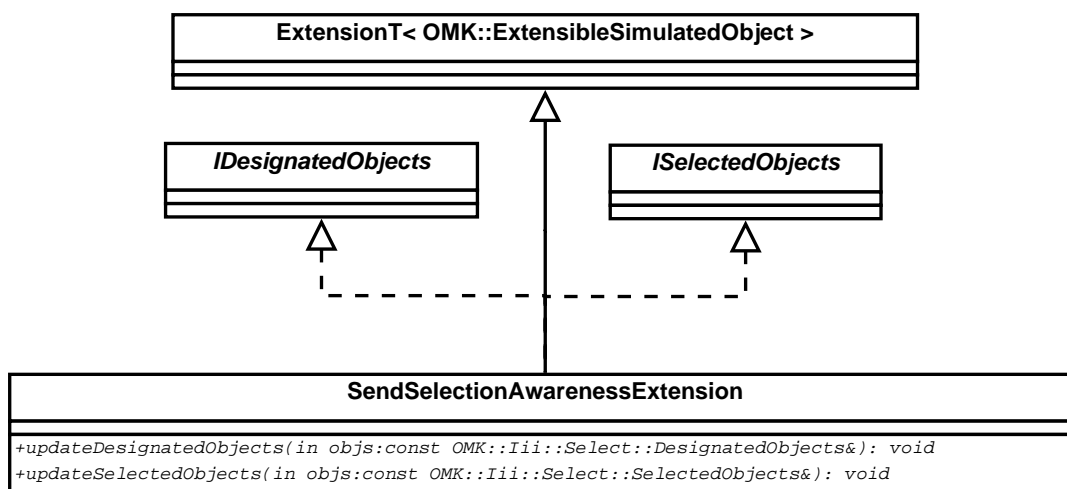 ExtensionT< OMK::ExtensibleSimulatedObject >
IDesignatedObjects
ISelectedObjects
SendSelectionAwarenessExtension
+updateDesignatedObjects(in objs:const OMK::Iii::Select::DesignatedObjects&): void
+updateSelectedObjects(in objs:const OMK::Iii::Select::SelectedObjects&): void